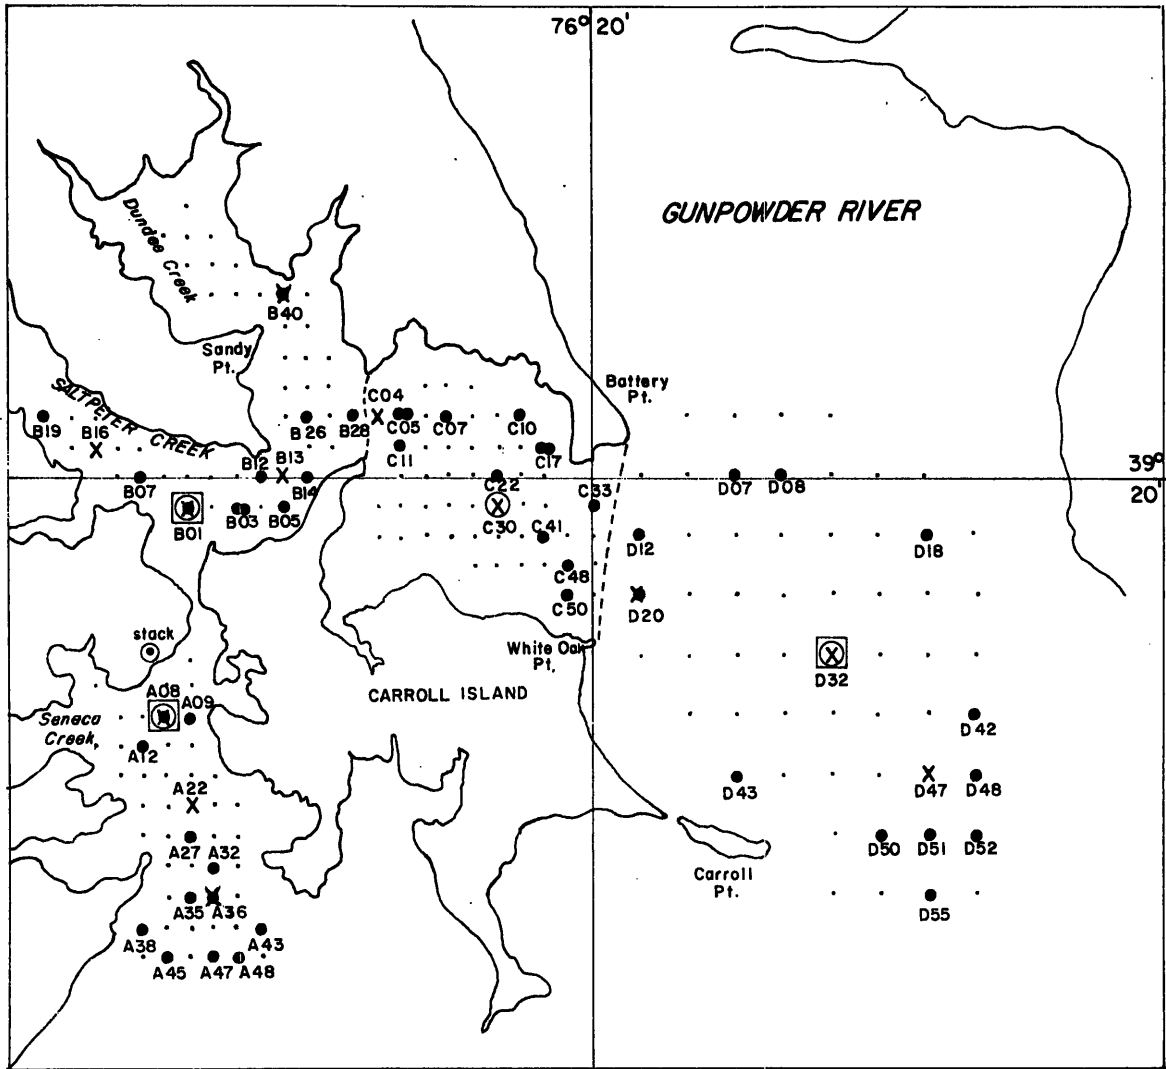 76° 20'
GUNPOWDER RIVER
Dundee
Creek
B40
Sandy
Pt.
Battery
Pt.
SALTPETER CREEK
C04
B19
B16
B26
B28
C05
C07
C10
C11
C17
B12
B13
39°
20'
B07
B14
C22
C33
D07
D08
B01
B03
B05
C30
C41
D12
D18
C48
C50
D20
stack
White Oak
Pt.
D32
CARROLL ISLAND
A08
A09
Seneca
Creek
A12
D42
A22
D43
D47
D48
A27
A32
D50
D51
D52
Carroll
Pt.
A35
A36
D55
A38
A43
A45
A47
A48